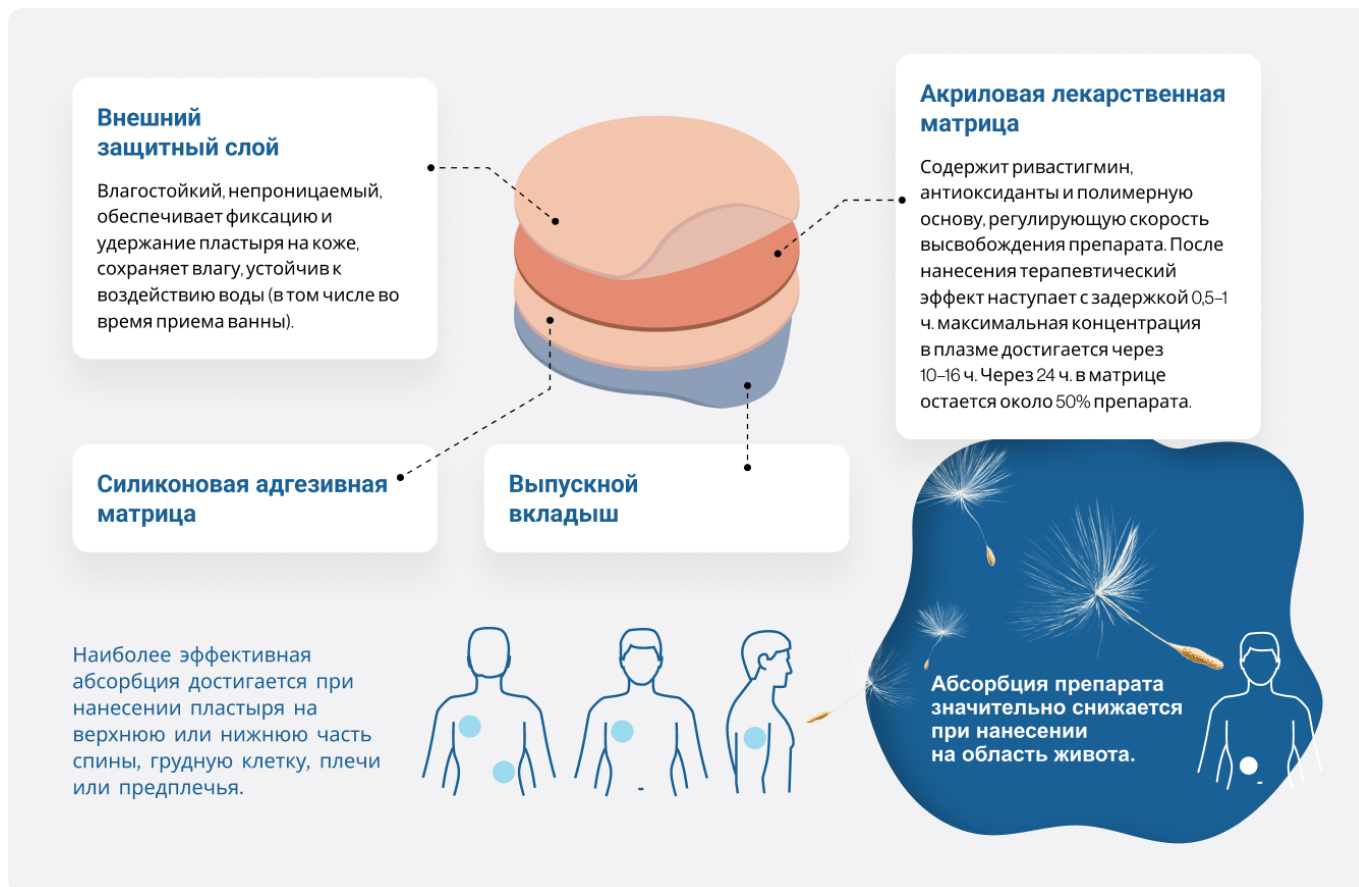 Внешний
защитный слой
Влагостойкий, непроницаемый,
обеспечивает фиксацию и
удержание пластыря на коже,
сохраняет влагу, устойчив к
воздействию воды (в том числе во
время приема ванны).
Акриловая лекарственная
матрица
Содержит ривастигмин,
антиоксиданты и полимерную
основу, регулирующую скорость
высвобождения препарата. После
нанесения терапевтический
эффект наступает с задержкой 0,5–1
ч. максимальная концентрация
в плазме достигается через
10–16 ч. Через 24 ч. в матрице
остается около 50% препарата.
Силиконовая адгезивная
матрица
Выпускной
вкладыш
Наиболее эффективная
абсорбция достигается при
нанесении пластыря на
верхнюю или нижнюю часть
спины, грудную клетку, плечи
или предплечья.
Абсорбция препарата
значительно снижается
при нанесении
на область живота.